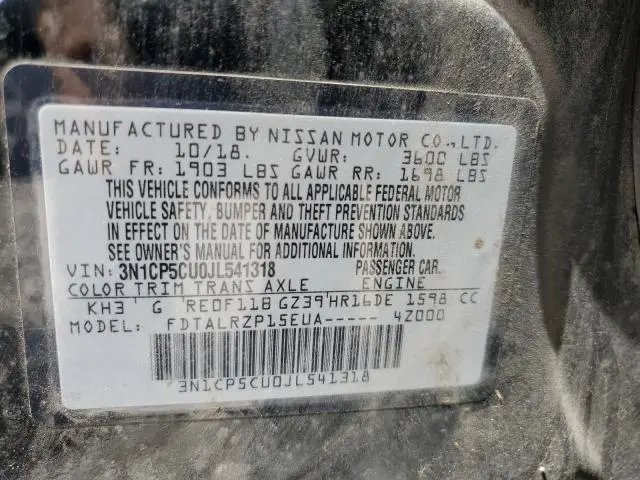 MANUFACTURED BY NISSAN MOTOR CO., LTD.
DATE: 10/18. GVWR: 3600 LBS
GAWR FR: 1903 LBS GAWR RR: 1698 LBS
THIS VEHICLE CONFORMS TO ALL APPLICABLE FEDERAL MOTOR
VEHICLE SAFETY, BUMPER AND THEFT PREVENTION STANDARDS
IN EFFECT ON THE DATE OF MANUFACTURE SHOWN ABOVE.
SEE OWNER'S MANUAL FOR ADDITIONAL INFORMATION.
VIN: 3N1CP5CU0JL541318 PASSENGER CAR.
COLOR TRIM TRANS AXLE ENGINE
KH3 G RE0F11B GZ39 HR16DE 1598 CC
MODEL: FDTALRZP15EUA----- 4Z000
3N1CP5CU0JL541318